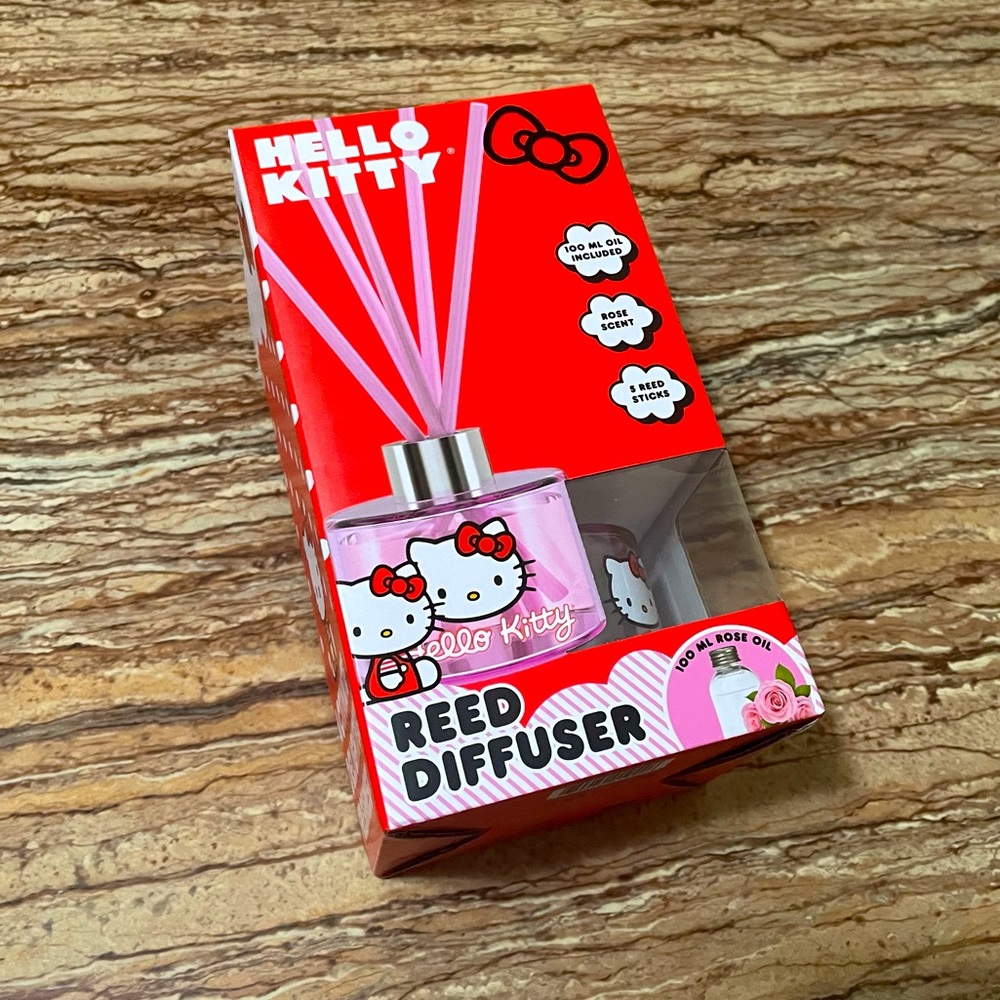 HELLO
KITTY®
100 ML OIL
INCLUDED
ROSE
SCENT
5 REED
STICKS
Hello Kitty
100 ML ROSE OIL
REED
DIFFUSER